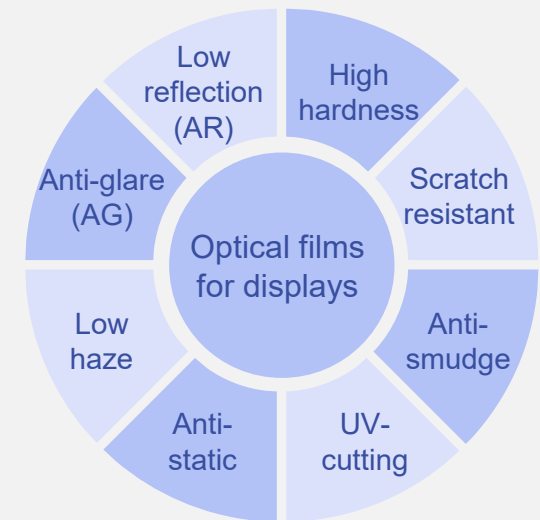 Low
reflection
(AR)
High
hardness
Anti-glare
(AG)
Scratch
resistant
Optical films
for displays
Low
haze
Anti-
smudge
Anti-
static
UV-
cutting